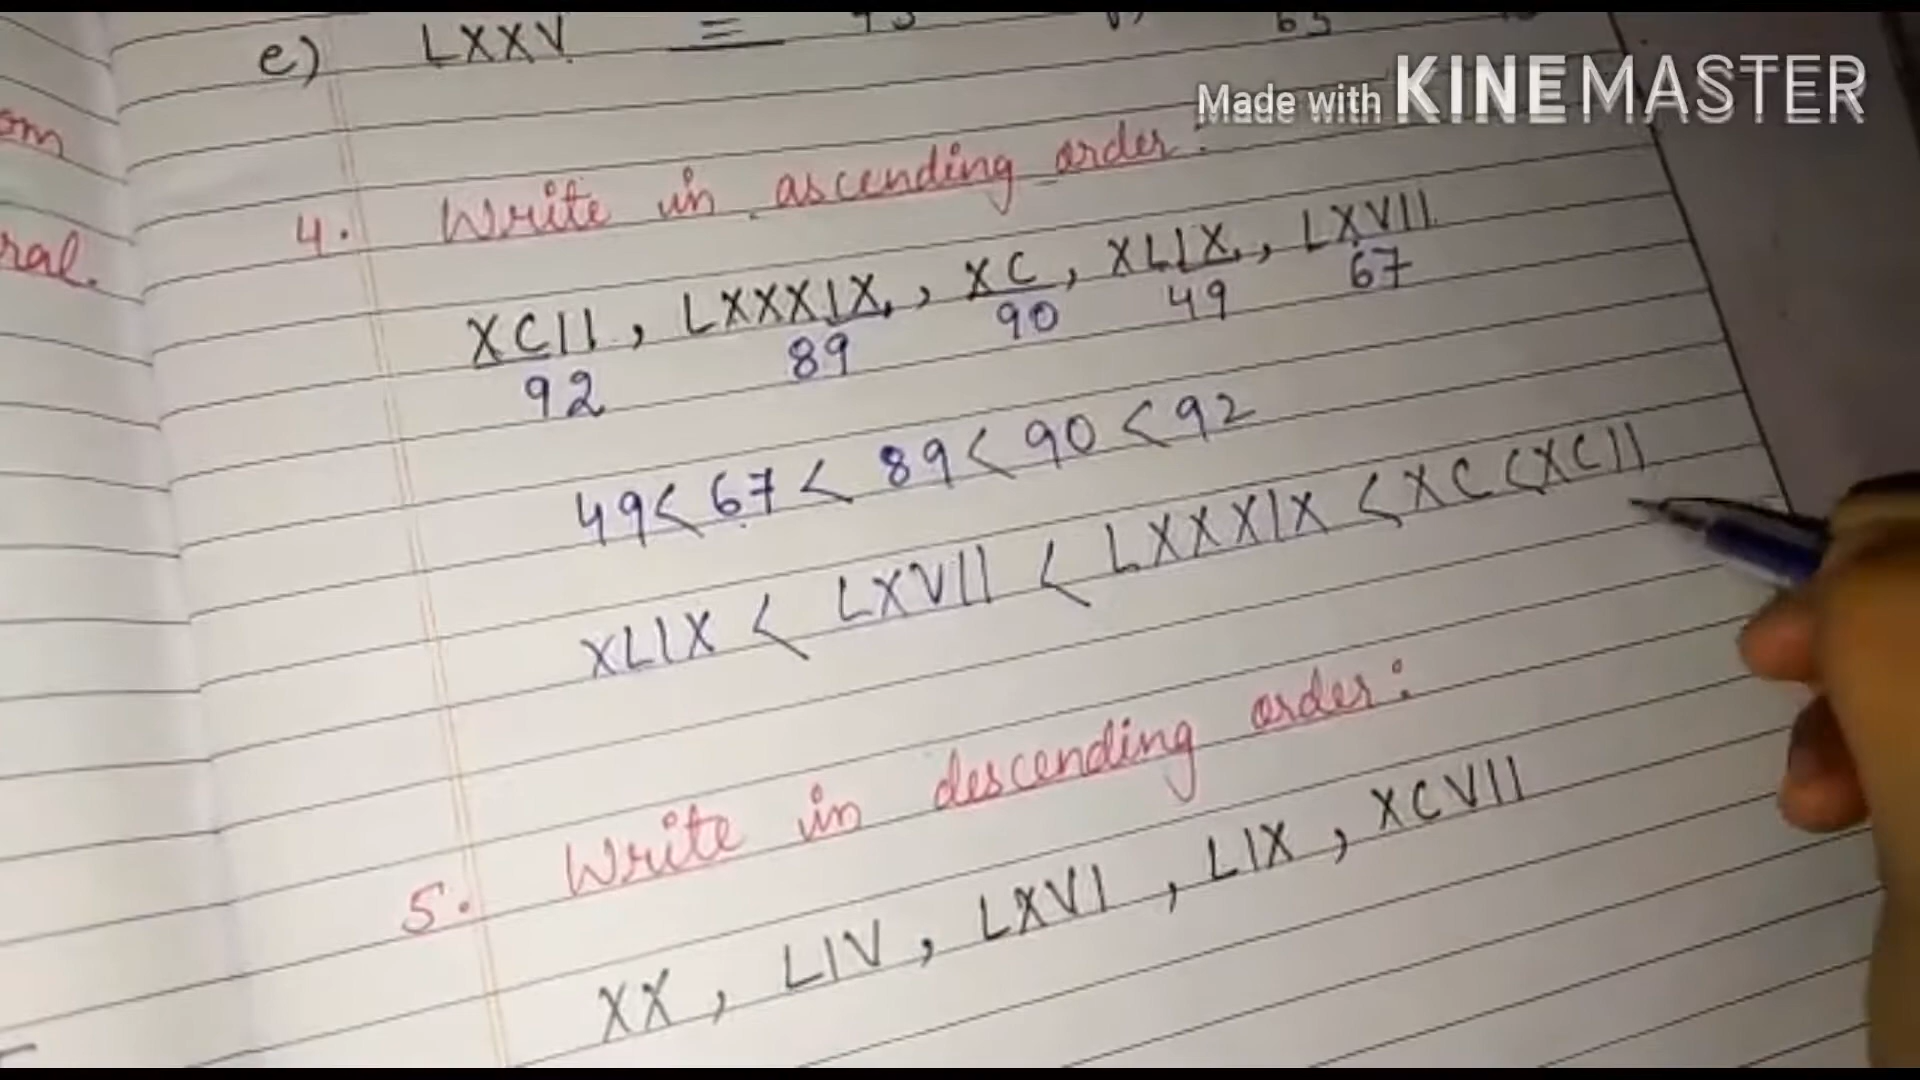 e) LXXV =
Made with KINEMASTER
om
4. Write in ascending order:
ral.
XCII, LXXXIX, XC, XLIX, LXVII
92 89 90 49 67
49 < 67 < 89 < 90 < 92
XLIX < LXVII < LXXXIX < XC < XCII
5. Write in descending order:
XX, LIV, LXVI, LIX, XCVII